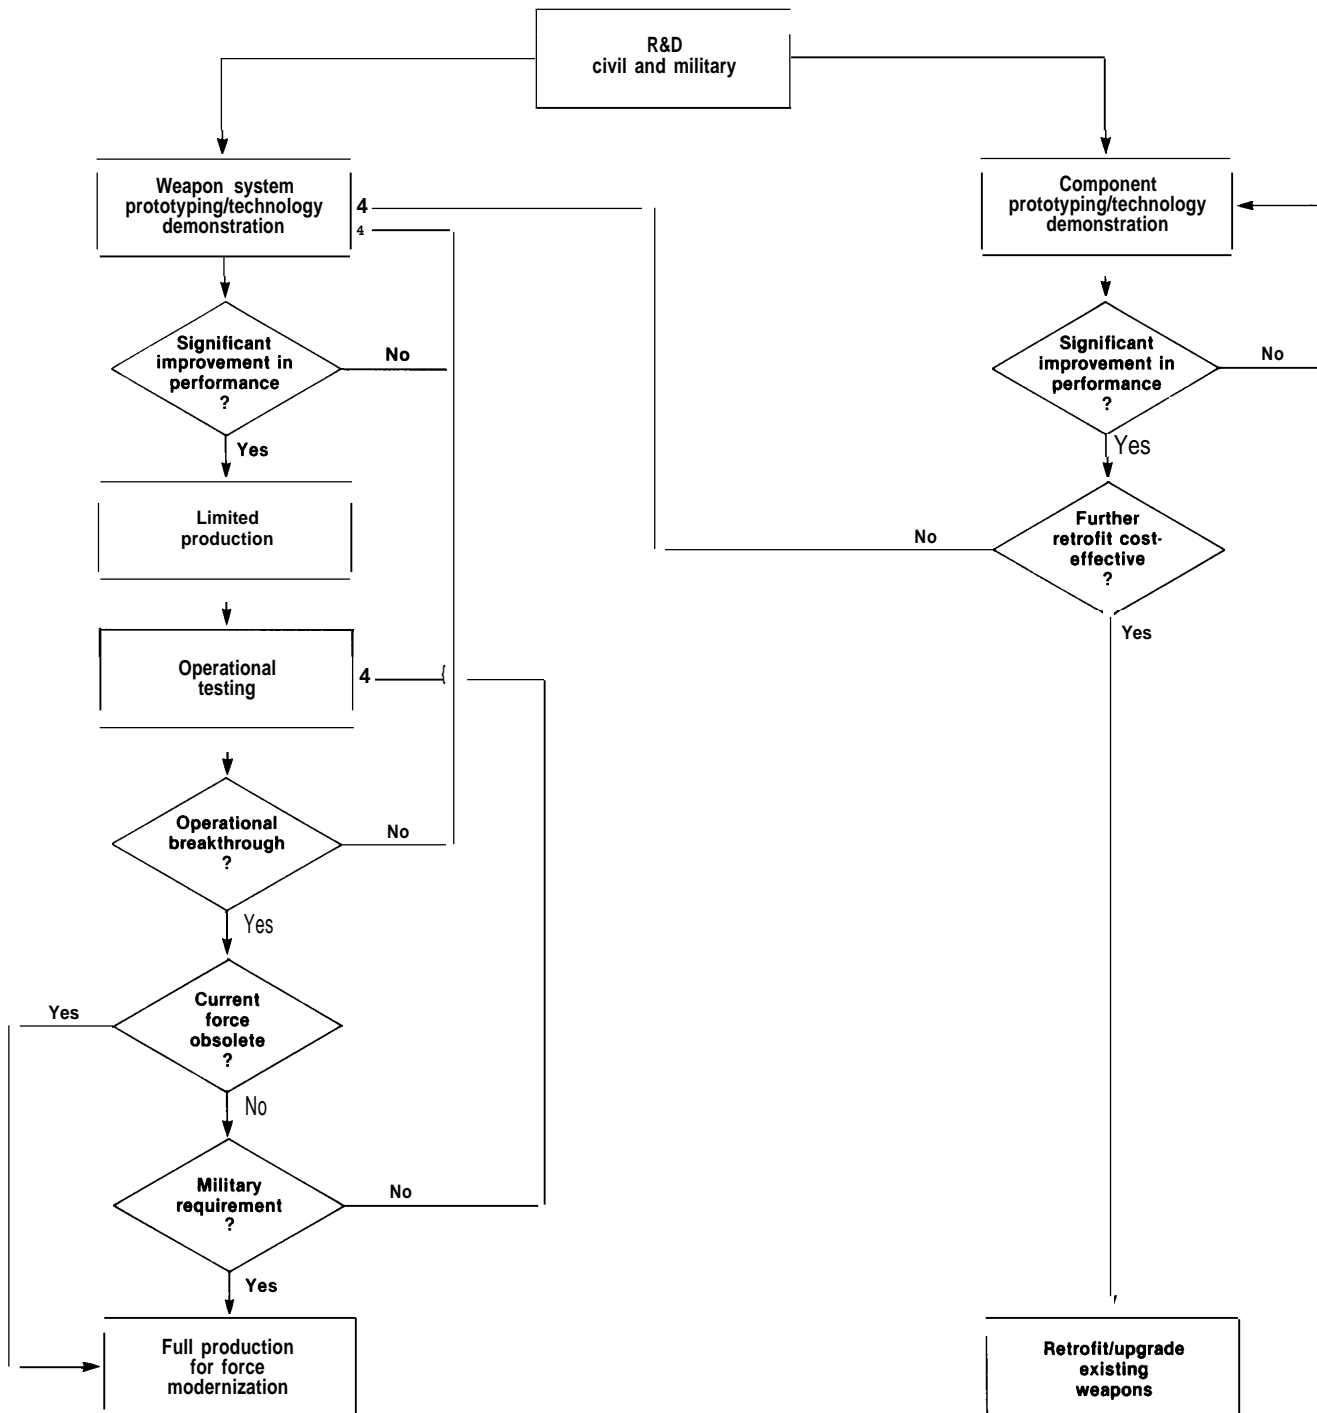 R&D
civil and military
Weapon system
prototyping/technology
demonstration
4
4
Component
prototyping/technology
demonstration
Significant
improvement in
performance
?
No
Yes
Significant
improvement in
performance
?
No
Yes
Limited
production
Further
retrofit cost-
effective
?
No
Yes
Operational
testing
4
{
Operational
breakthrough
?
No
Yes
Current
force
obsolete
?
Yes
No
Military
requirement
?
No
Yes
Full production
for force
modernization
Retrofit/upgrade
existing
weapons